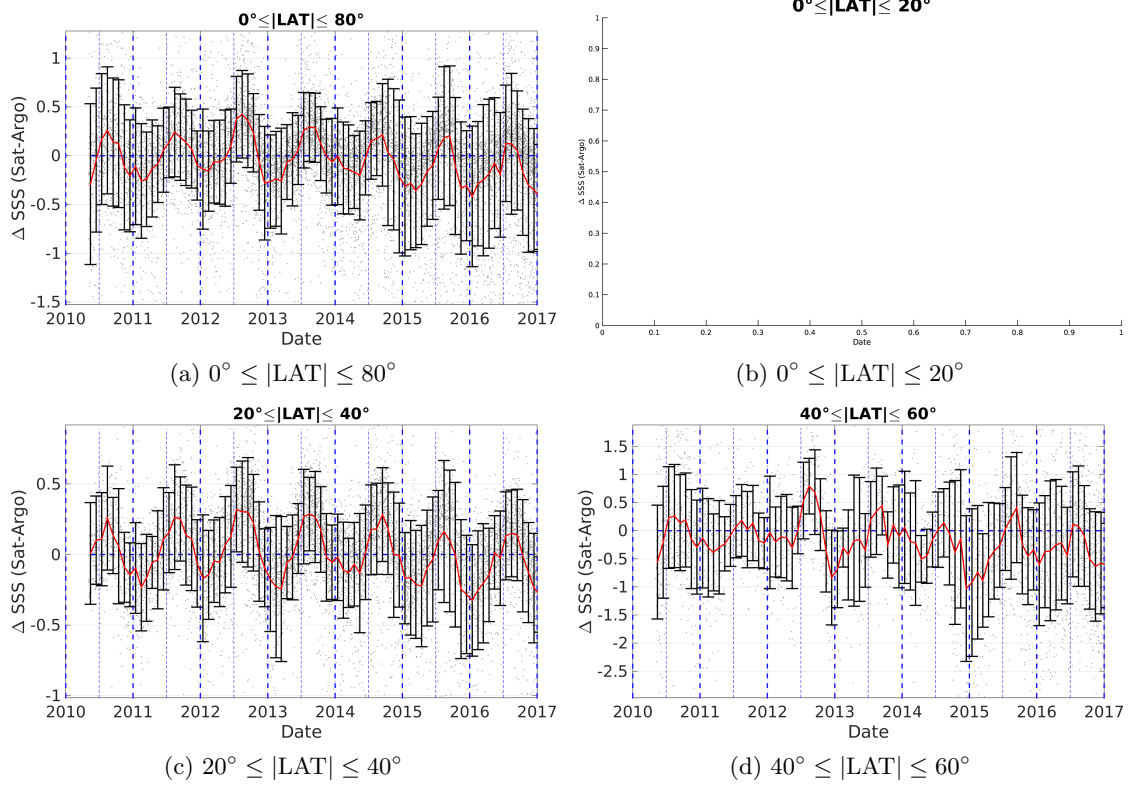 0°≤|LAT|≤ 80°
Δ SSS (Sat-Argo)
1
0.5
0
-0.5
-1
-1.5
2010 2011 2012 2013 2014 2015 2016 2017
Date
(a) 0° ≤ |LAT| ≤ 80°
0°≤|LAT|≤ 20°
Δ SSS (Sat-Argo)
1
0.9
0.8
0.7
0.6
0.5
0.4
0.3
0.2
0.1
0
0 0.1 0.2 0.3 0.4 0.5 0.6 0.7 0.8 0.9 1
Date
(b) 0° ≤ |LAT| ≤ 20°
20°≤|LAT|≤ 40°
Δ SSS (Sat-Argo)
0.5
0
-0.5
-1
2010 2011 2012 2013 2014 2015 2016 2017
Date
(c) 20° ≤ |LAT| ≤ 40°
40°≤|LAT|≤ 60°
Δ SSS (Sat-Argo)
1.5
1
0.5
0
-0.5
-1
-1.5
-2
-2.5
2010 2011 2012 2013 2014 2015 2016 2017
Date
(d) 40° ≤ |LAT| ≤ 60°